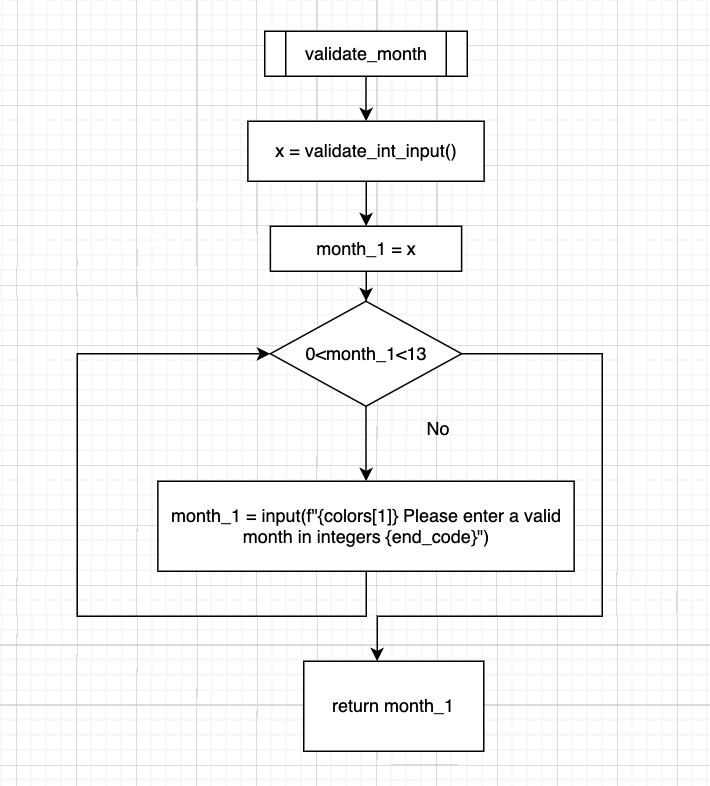 validate_month
x = validate_int_input()
month_1 = x
0<month_1<13
No
month_1 = input(f"{colors[1]} Please enter a valid
month in integers {end_code}")
return month_1